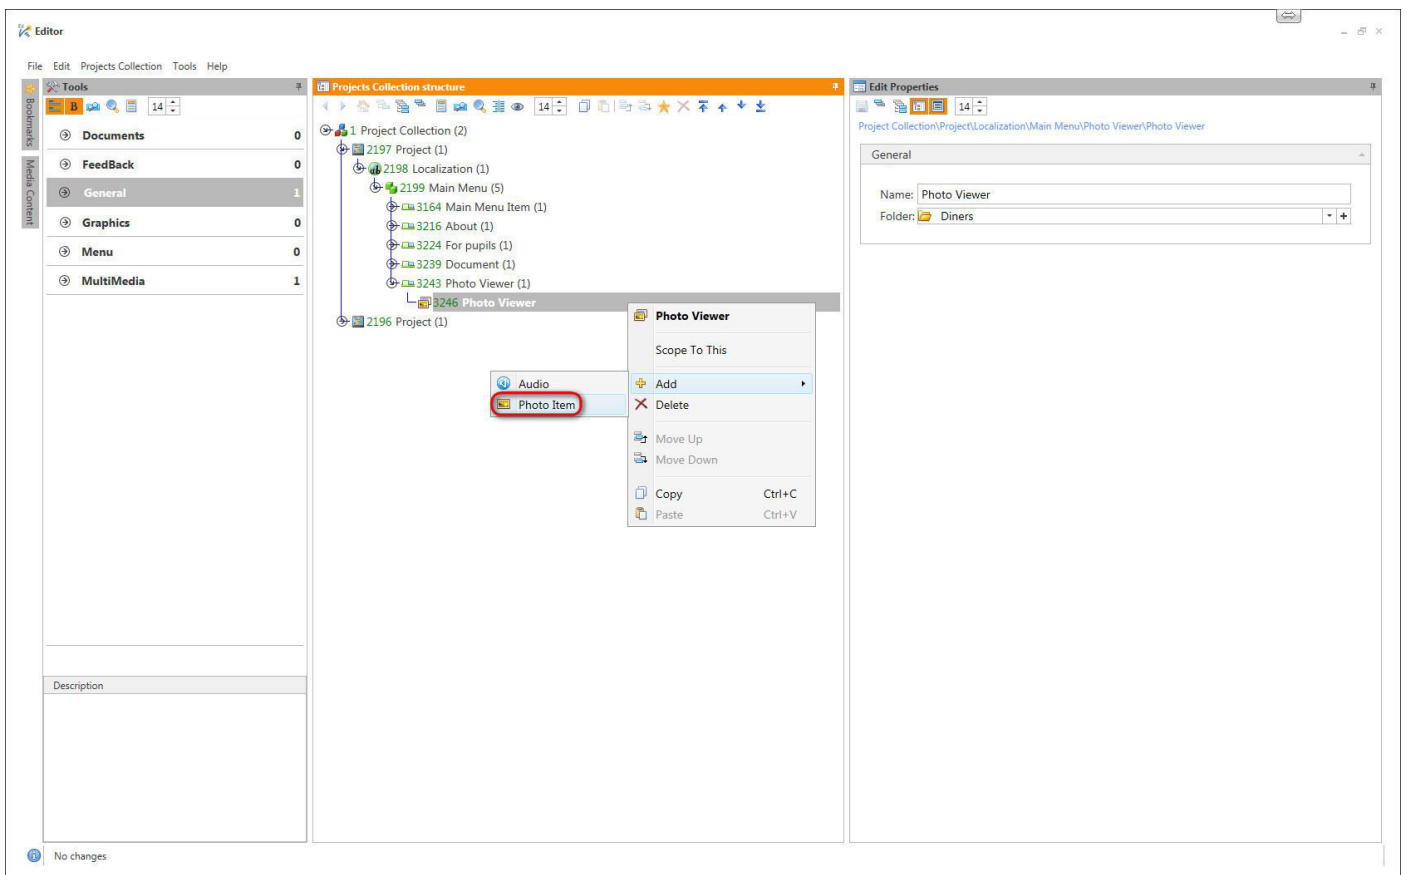 Editor
File Edit Projects Collection Tools Help
Bookmarks
Media Content
Tools
B 14
Documents 0
FeedBack 0
General 1
Graphics 0
Menu 0
MultiMedia 1
Description
Projects Collection structure
14
1 Project Collection (2)
2197 Project (1)
2198 Localization (1)
2199 Main Menu (5)
3164 Main Menu Item (1)
3216 About (1)
3224 For pupils (1)
3239 Document (1)
3243 Photo Viewer (1)
3246 Photo Viewer
2196 Project (1)
Photo Viewer
Scope To This
Add
Delete
Move Up
Move Down
Copy Ctrl+C
Paste Ctrl+V
Audio
Photo Item
Edit Properties
14
Project Collection\Project\Localization\Main Menu\Photo Viewer\Photo Viewer
General
Name: Photo Viewer
Folder: Diners
No changes